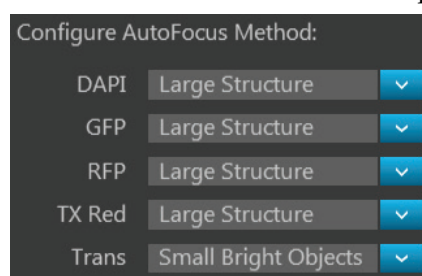 Configure AutoFocus Method:
DAPI Large Structure
GFP Large Structure
RFP Large Structure
TX Red Large Structure
Trans Small Bright Objects